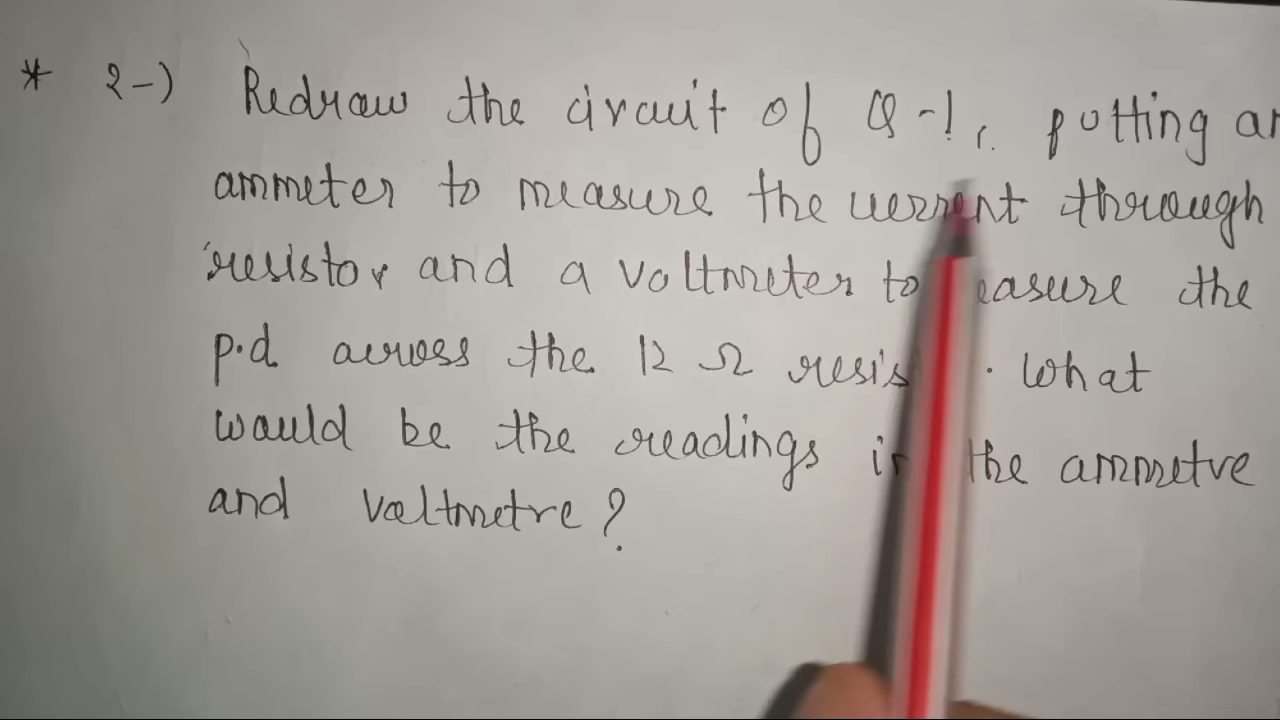 * 2-) Redraw the circuit of Q-1, putting an
ammeter to measure the current through
resistor and a voltmeter to measure the
p.d across the 12 Ω resis. What
would be the readings in the ammetre
and voltmetre?